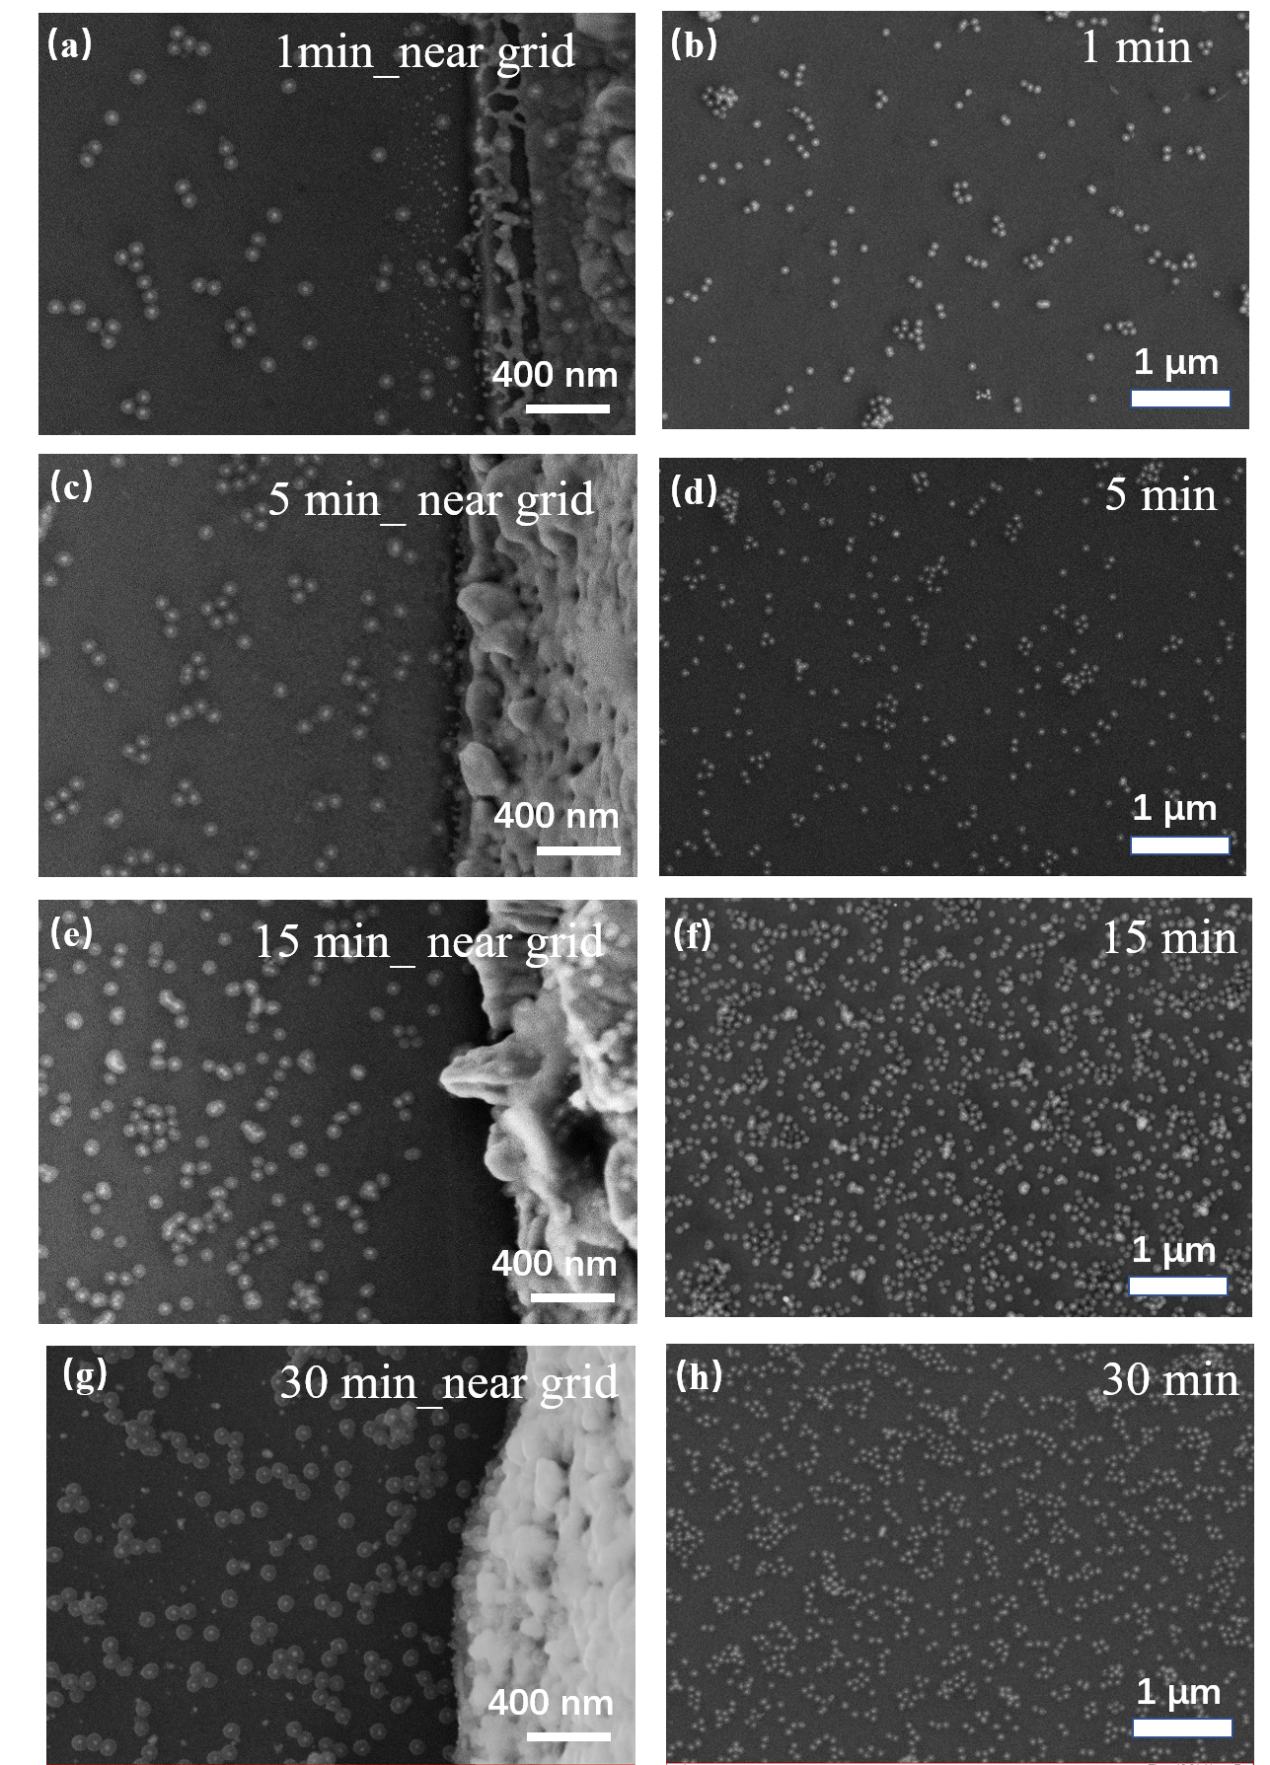 (a)
1min_near grid
400 nm
(b)
1 min
1 μm
(c)
5 min_ near grid
400 nm
(d)
5 min
1 μm
(e)
15 min_ near grid
400 nm
(f)
15 min
1 μm
(g)
30 min_near grid
400 nm
(h)
30 min
1 μm